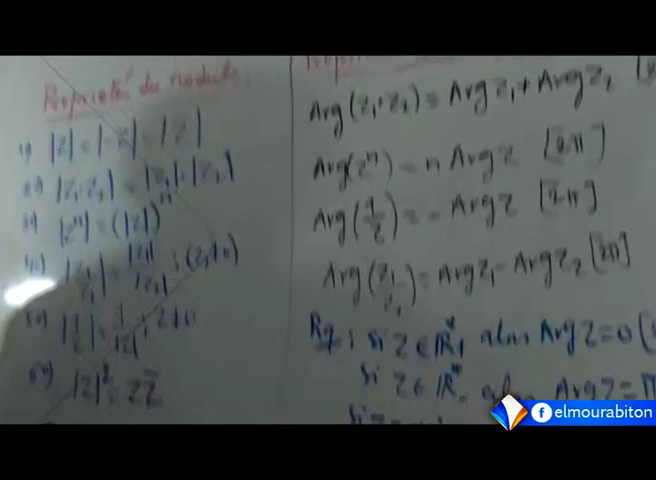 Propriétés du module
1) |z| = |-z| = |z̄|
2) |z₁·z₂| = |z₁|·|z₂|
3) |zⁿ| = (|z|)ⁿ
4) |z₁/z₂| = |z₁|/|z₂| ; (z₂≠0)
5) |1/z| = 1/|z| ; z≠0
6) |z|² = z z̄
Arg(z₁·z₂) = Arg z₁ + Arg z₂
Arg(zⁿ) = n Arg z [2π]
Arg(1/z) = - Arg z [2π]
Arg(z₁/z₂) = Arg z₁ - Arg z₂ [2π]
Rq : si z ∈ ℝ*₊ alors Arg z = 0
si z ∈ ℝ*₋ alors Arg z = π
elmourabiton